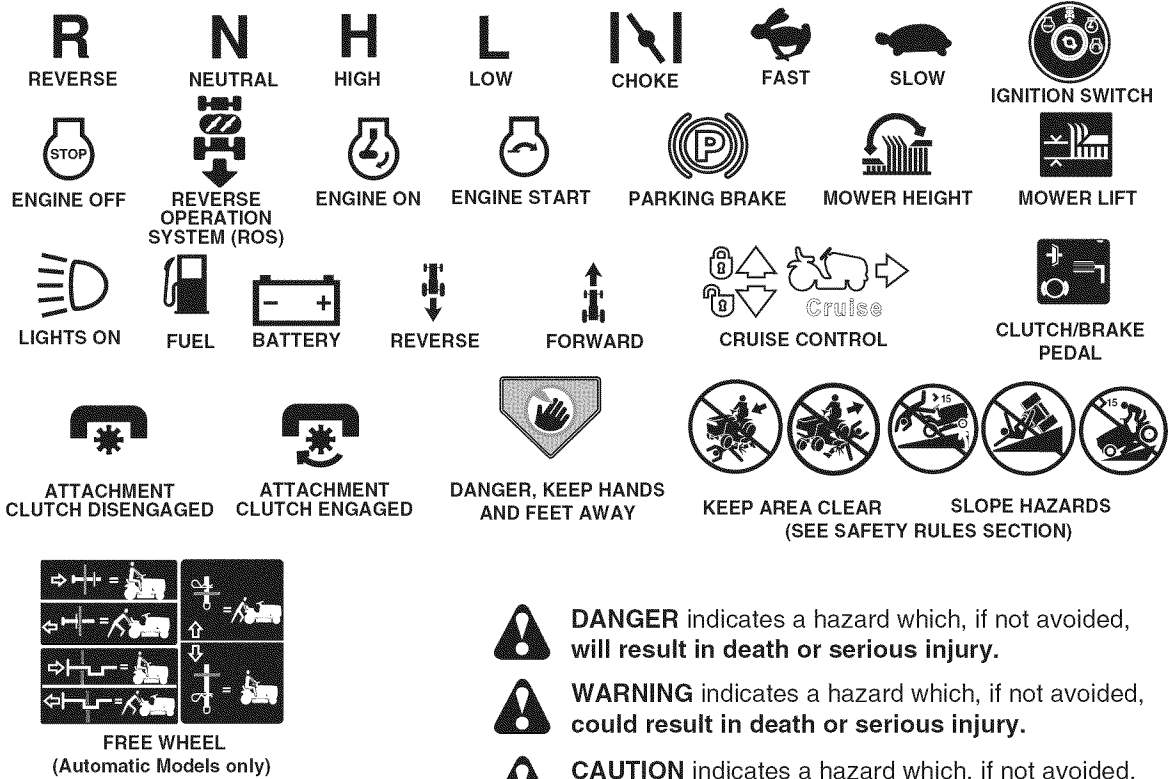 R N H L
REVERSE NEUTRAL HIGH LOW CHOKE FAST SLOW
IGNITION SWITCH
STOP P
ENGINE OFF REVERSE OPERATION SYSTEM (ROS) ENGINE ON ENGINE START PARKING BRAKE MOWER HEIGHT MOWER LIFT
Cruise
LIGHTS ON FUEL BATTERY REVERSE FORWARD CRUISE CONTROL CLUTCH/BRAKE
PEDAL
>15 >15
ATTACHMENT
CLUTCH DISENGAGED
ATTACHMENT
CLUTCH ENGAGED
DANGER, KEEP HANDS
AND FEET AWAY
KEEP AREA CLEAR SLOPE HAZARDS
(SEE SAFETY RULES SECTION)
FREE WHEEL
(Automatic Models only)
DANGER indicates a hazard which, if not avoided,
will result in death or serious injury.
WARNING indicates a hazard which, if not avoided,
could result in death or serious injury.
CAUTION indicates a hazard which, if not avoided,